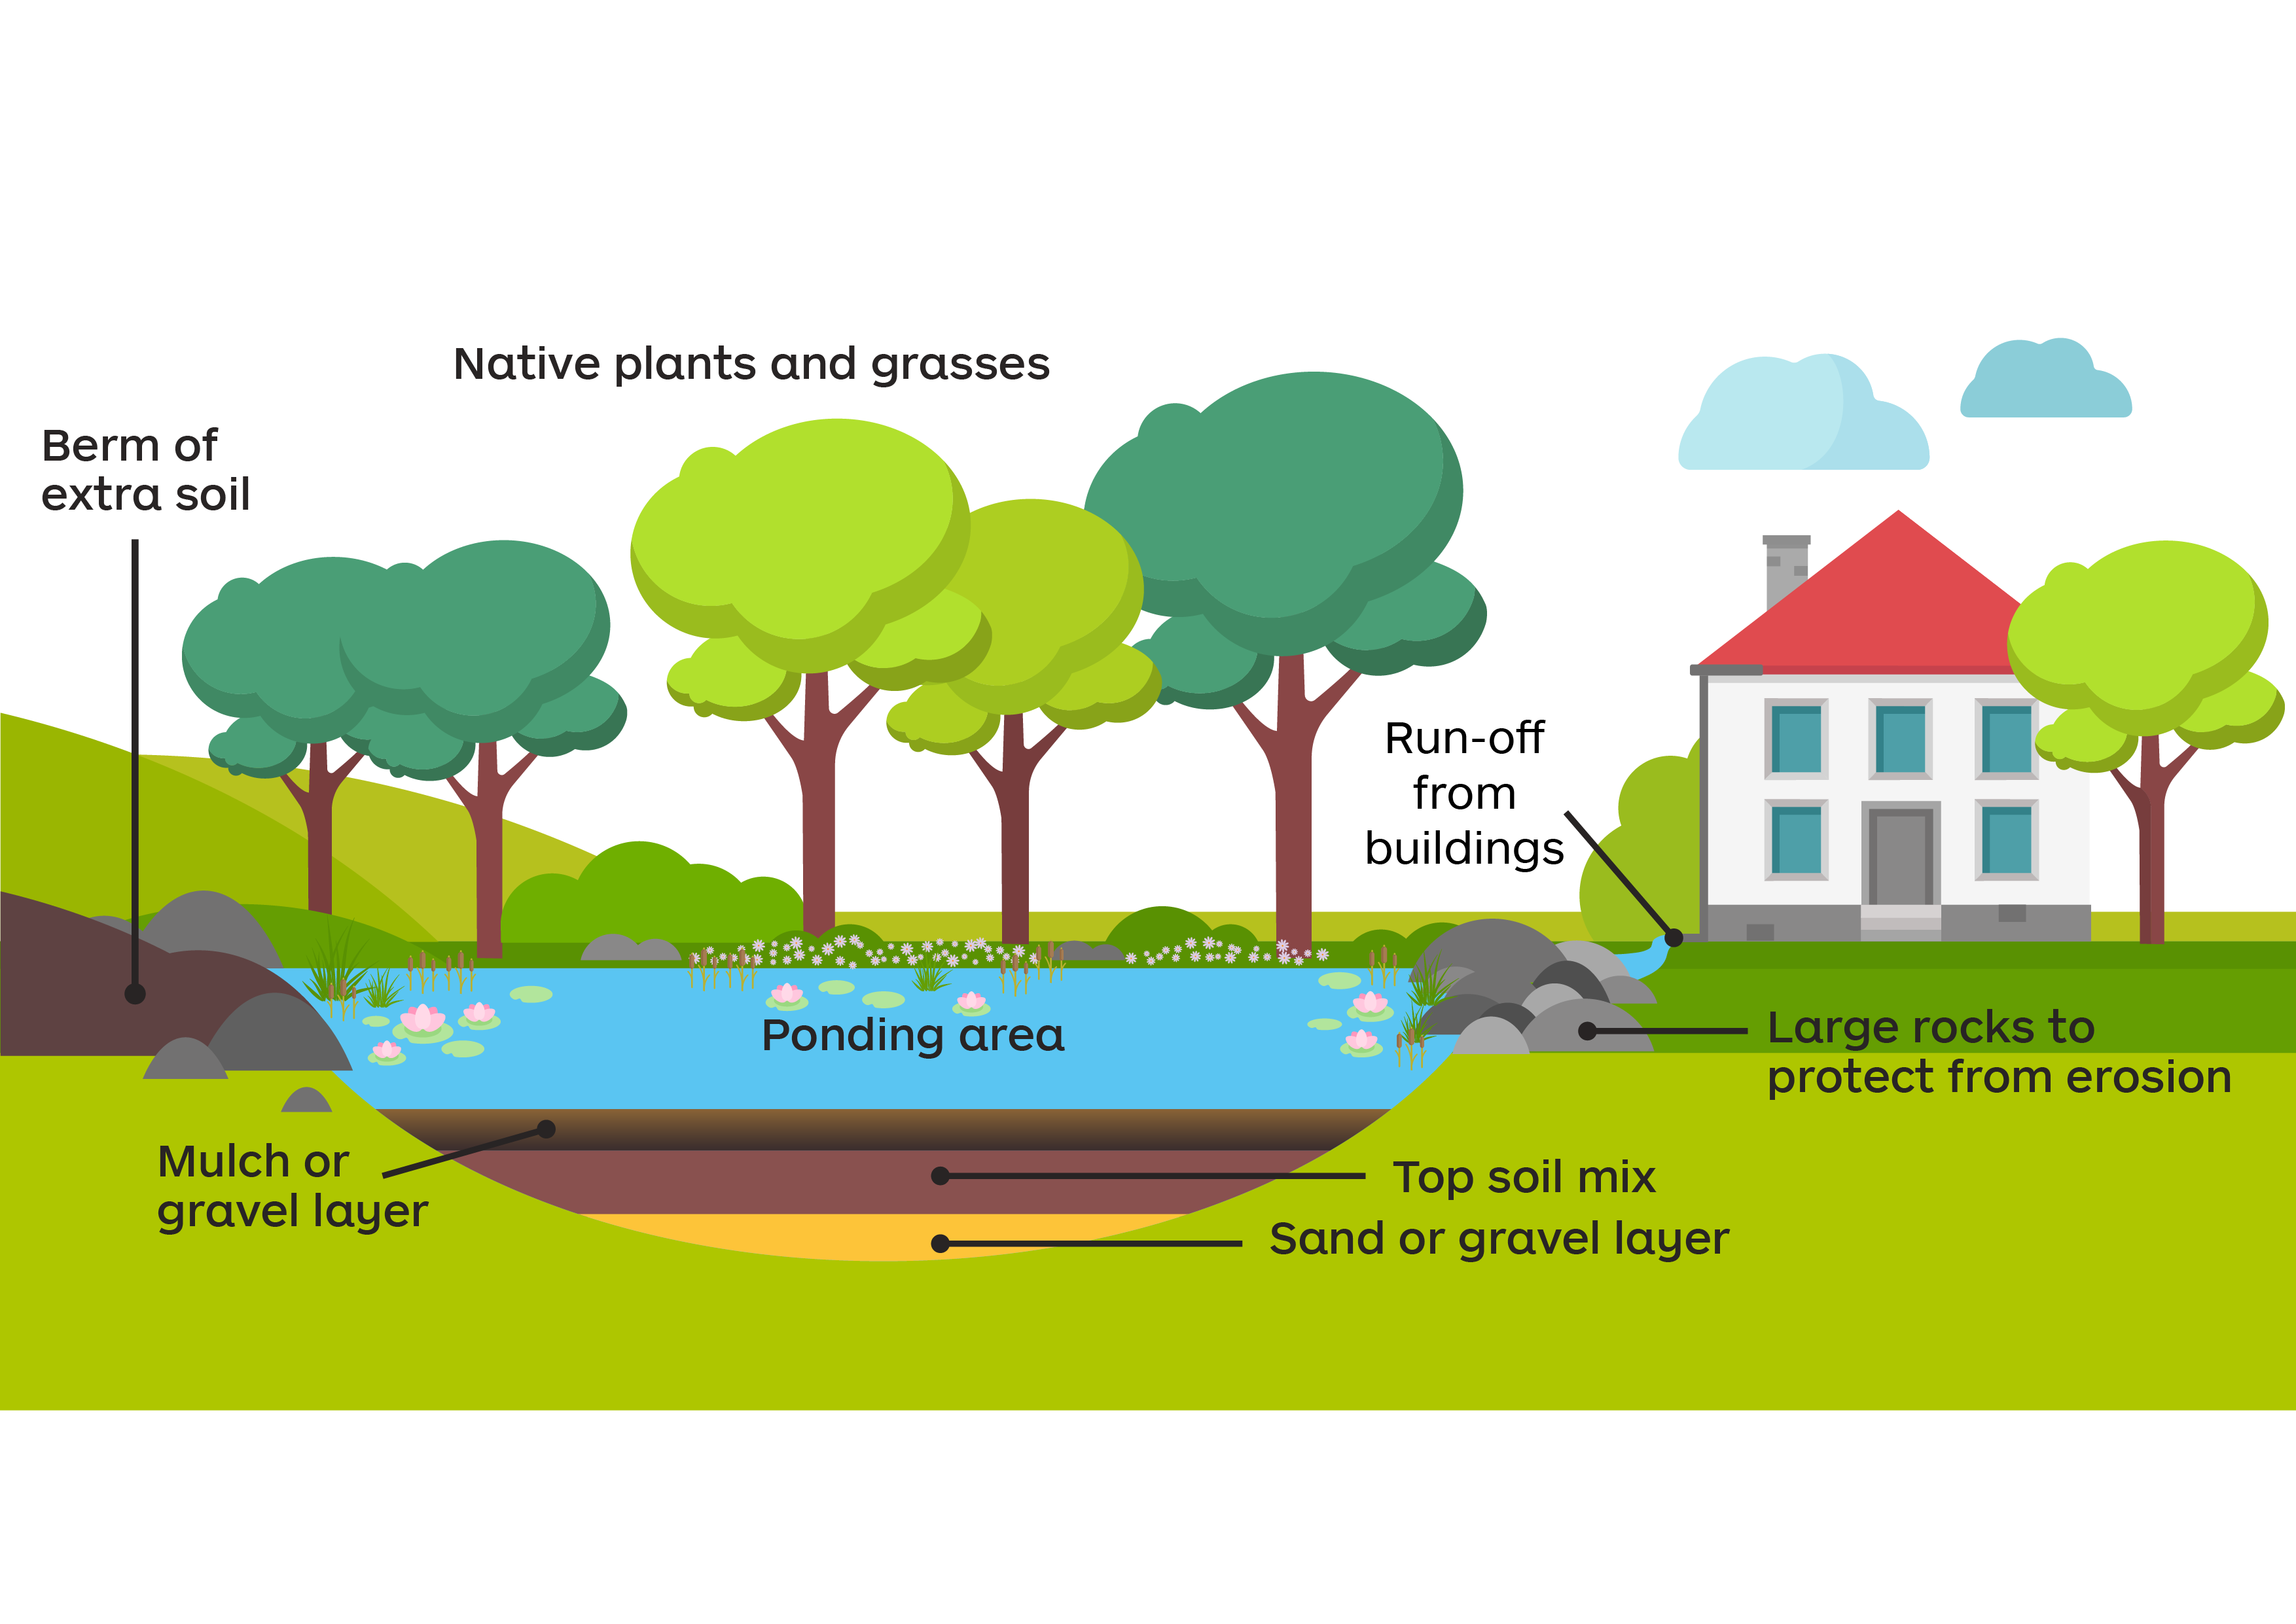 Native plants and grasses
Berm of
extra soil
Run-off
from
buildings
Ponding area
Large rocks to
protect from erosion
Mulch or
gravel layer
Top soil mix
Sand or gravel layer